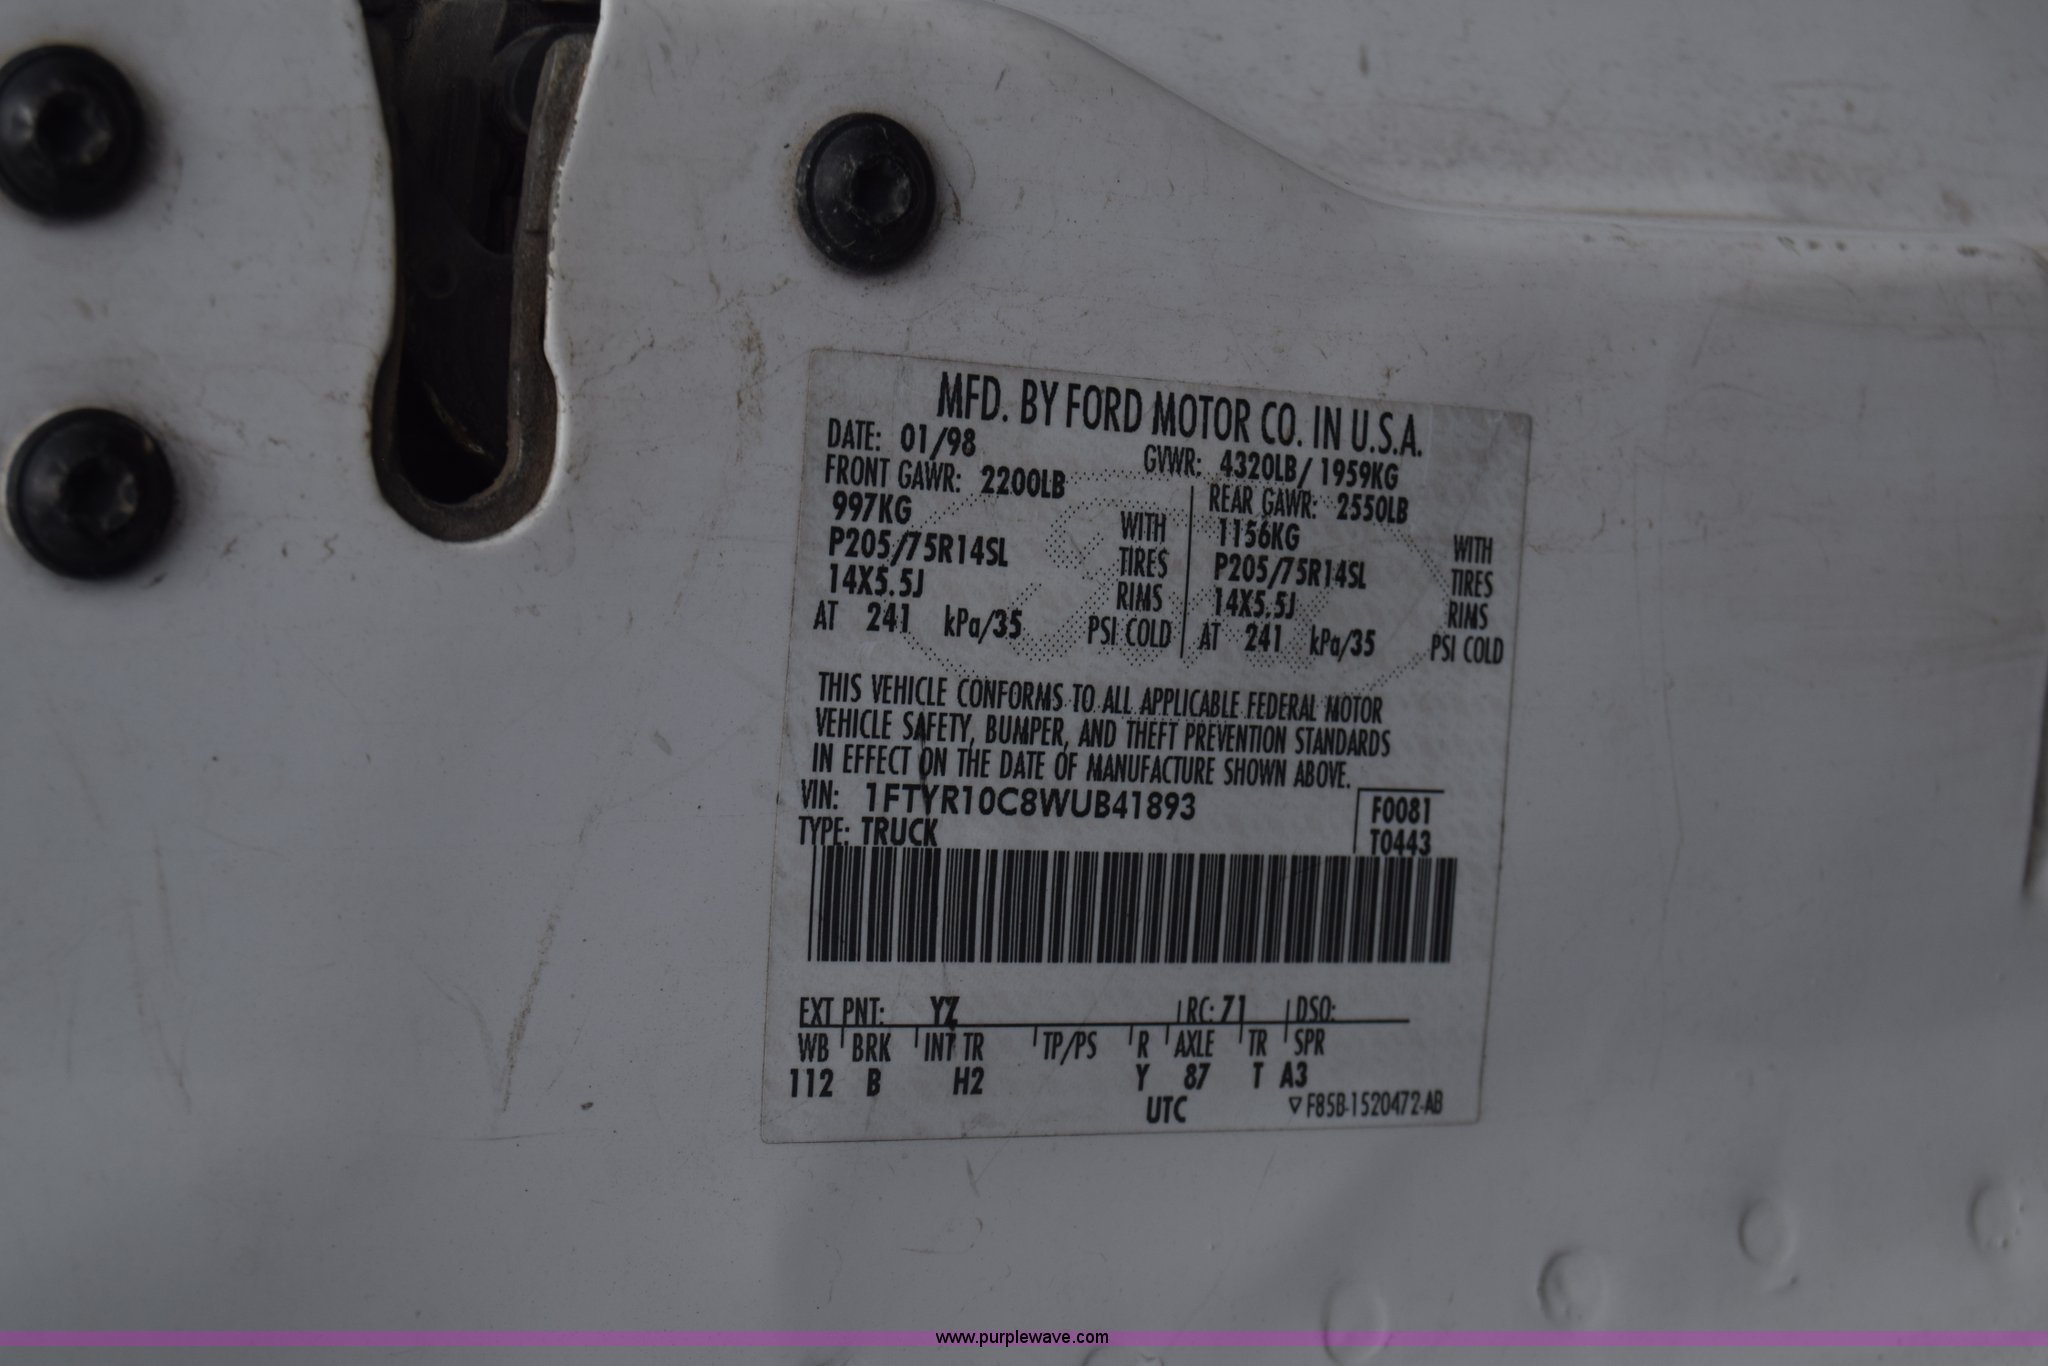 MFD. BY FORD MOTOR CO. IN U.S.A.
DATE: 01/98 GVWR: 4320LB/ 1959KG
FRONT GAWR: 2200LB REAR GAWR: 2550LB
997KG WITH 1156KG WITH
P205/75R14SL TIRES P205/75R14SL TIRES
14X5.5J RIMS 14X5.5J RIMS
AT 241 kPa/35 PSI COLD AT 241 kPa/35 PSI COLD
THIS VEHICLE CONFORMS TO ALL APPLICABLE FEDERAL MOTOR
VEHICLE SAFETY, BUMPER, AND THEFT PREVENTION STANDARDS
IN EFFECT ON THE DATE OF MANUFACTURE SHOWN ABOVE.
VIN: 1FTYR10C8WUB41893 F0081
TYPE: TRUCK T0443
EXT PNT: YZ RC: 71 DSO:
WB BRK INT TR TP/PS R AXLE TR SPR
112 B H2 Y 87 T A3
UTC ▽ F85B-1520472-AB
www.purplewave.com